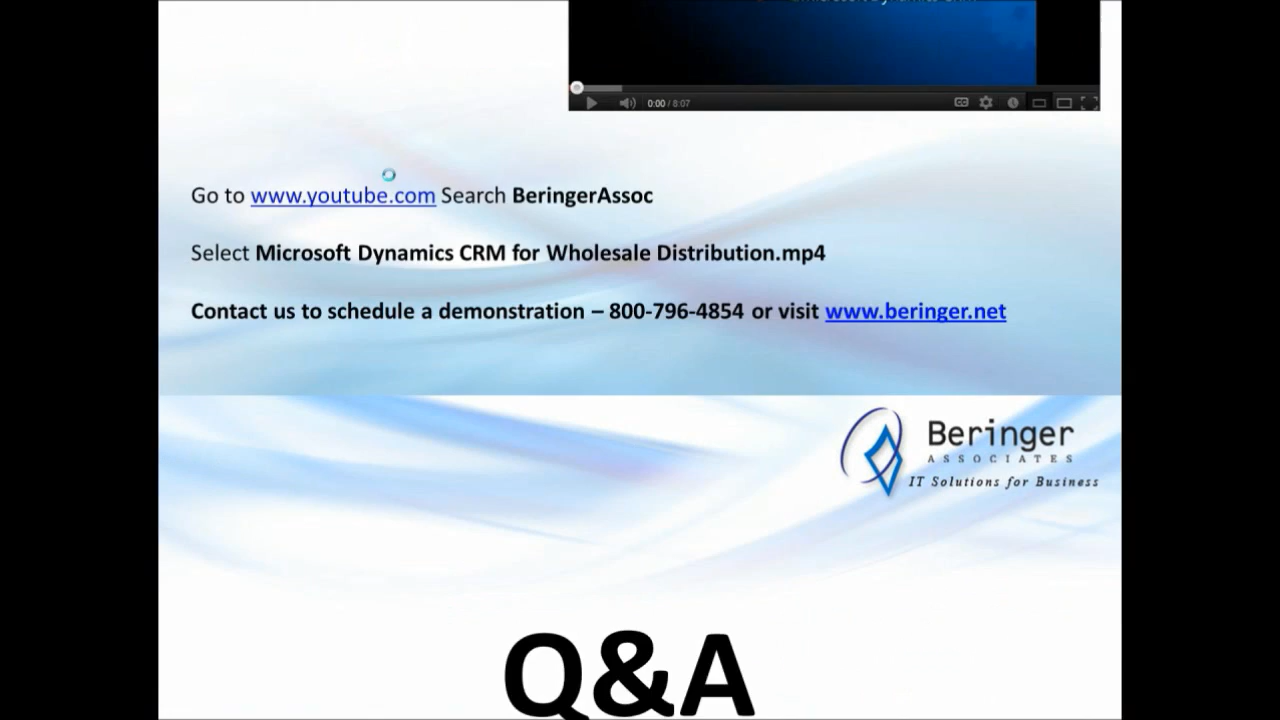 0:00 / 8:07
Go to www.youtube.com Search BeringerAssoc
Select Microsoft Dynamics CRM for Wholesale Distribution.mp4
Contact us to schedule a demonstration – 800-796-4854 or visit www.beringer.net
Beringer
ASSOCIATES
IT Solutions for Business
Q&A